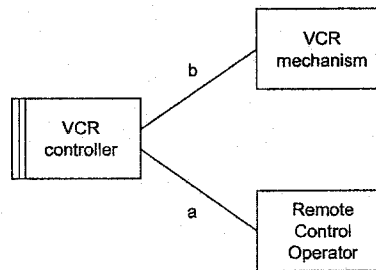 VCR
mechanism
b
VCR
controller
a
Remote
Control
Operator